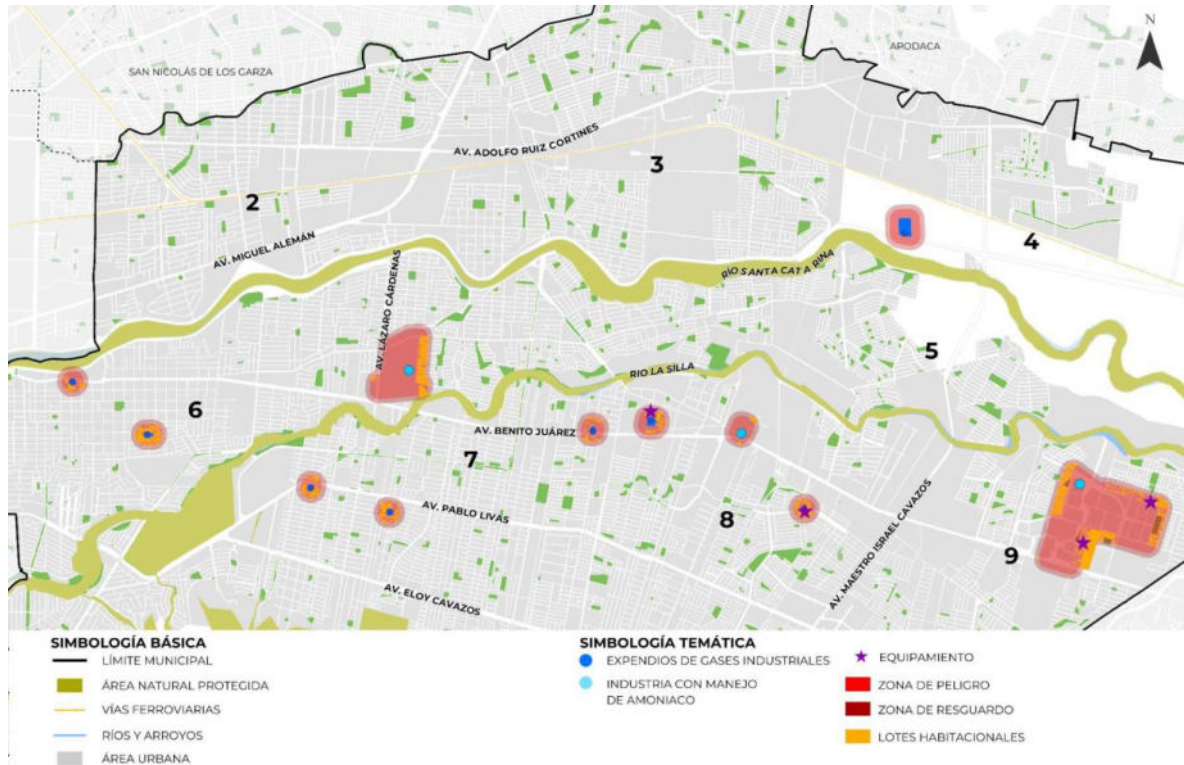 N
APODACA
SAN NICOLÁS DE LOS GARZA
AV. ADOLFO RUIZ CORTINES
3
2
4
AV. MIGUEL ALEMÁN
AV. LÁZARO CÁRDENAS
RÍO SANTA CATARINA
5
RIO LA SILLA
6
AV. BENITO JUÁREZ
7
AV. PABLO LIVÁS
8
AV. MAESTRO ISRAEL CAVAZOS
9
AV. ELOY CAVAZOS
SIMBOLOGÍA BÁSICA
LÍMITE MUNICIPAL
ÁREA NATURAL PROTEGIDA
VÍAS FERROVIARIAS
RÍOS Y ARROYOS
ÁREA URBANA
SIMBOLOGÍA TEMÁTICA
EXPENDIOS DE GASES INDUSTRIALES
INDUSTRIA CON MANEJO
DE AMONIACO
EQUIPAMIENTO
ZONA DE PELIGRO
ZONA DE RESGUARDO
LOTES HABITACIONALES